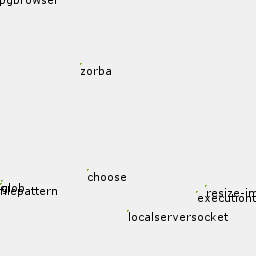 pgbrowser
zorba
choose
glob
filepattern
resize-im
executiont
localserversocket